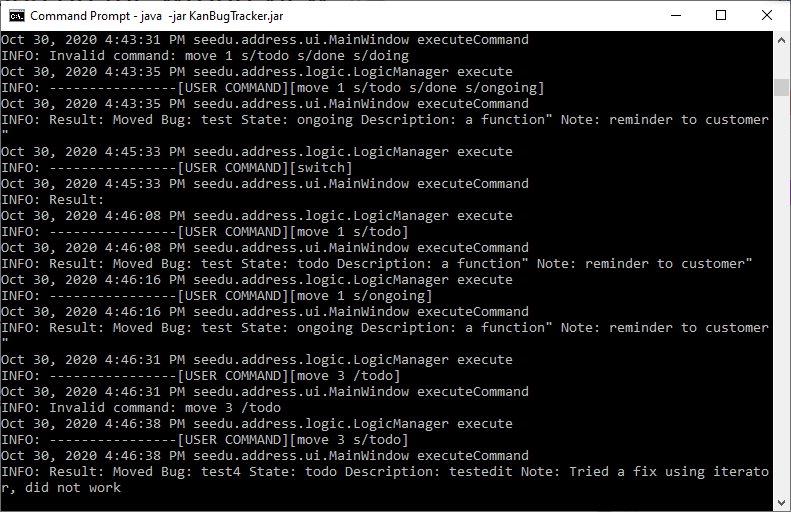 Command Prompt - java  -jar KanBugTracker.jar
Oct 30, 2020 4:43:31 PM seedu.address.ui.MainWindow executeCommand
INFO: Invalid command: move 1 s/todo s/done s/doing
Oct 30, 2020 4:43:35 PM seedu.address.logic.LogicManager execute
INFO: ----------------[USER COMMAND][move 1 s/todo s/done s/ongoing]
Oct 30, 2020 4:43:35 PM seedu.address.ui.MainWindow executeCommand
INFO: Result: Moved Bug: test State: ongoing Description: a function" Note: reminder to customer
"
Oct 30, 2020 4:45:33 PM seedu.address.logic.LogicManager execute
INFO: ----------------[USER COMMAND][switch]
Oct 30, 2020 4:45:33 PM seedu.address.ui.MainWindow executeCommand
INFO: Result:
Oct 30, 2020 4:46:08 PM seedu.address.logic.LogicManager execute
INFO: ----------------[USER COMMAND][move 1 s/todo]
Oct 30, 2020 4:46:08 PM seedu.address.ui.MainWindow executeCommand
INFO: Result: Moved Bug: test State: todo Description: a function" Note: reminder to customer"
Oct 30, 2020 4:46:16 PM seedu.address.logic.LogicManager execute
INFO: ----------------[USER COMMAND][move 1 s/ongoing]
Oct 30, 2020 4:46:16 PM seedu.address.ui.MainWindow executeCommand
INFO: Result: Moved Bug: test State: ongoing Description: a function" Note: reminder to customer
"
Oct 30, 2020 4:46:31 PM seedu.address.logic.LogicManager execute
INFO: ----------------[USER COMMAND][move 3 /todo]
Oct 30, 2020 4:46:31 PM seedu.address.ui.MainWindow executeCommand
INFO: Invalid command: move 3 /todo
Oct 30, 2020 4:46:38 PM seedu.address.logic.LogicManager execute
INFO: ----------------[USER COMMAND][move 3 s/todo]
Oct 30, 2020 4:46:38 PM seedu.address.ui.MainWindow executeCommand
INFO: Result: Moved Bug: test4 State: todo Description: testedit Note: Tried a fix using iterato
r, did not work